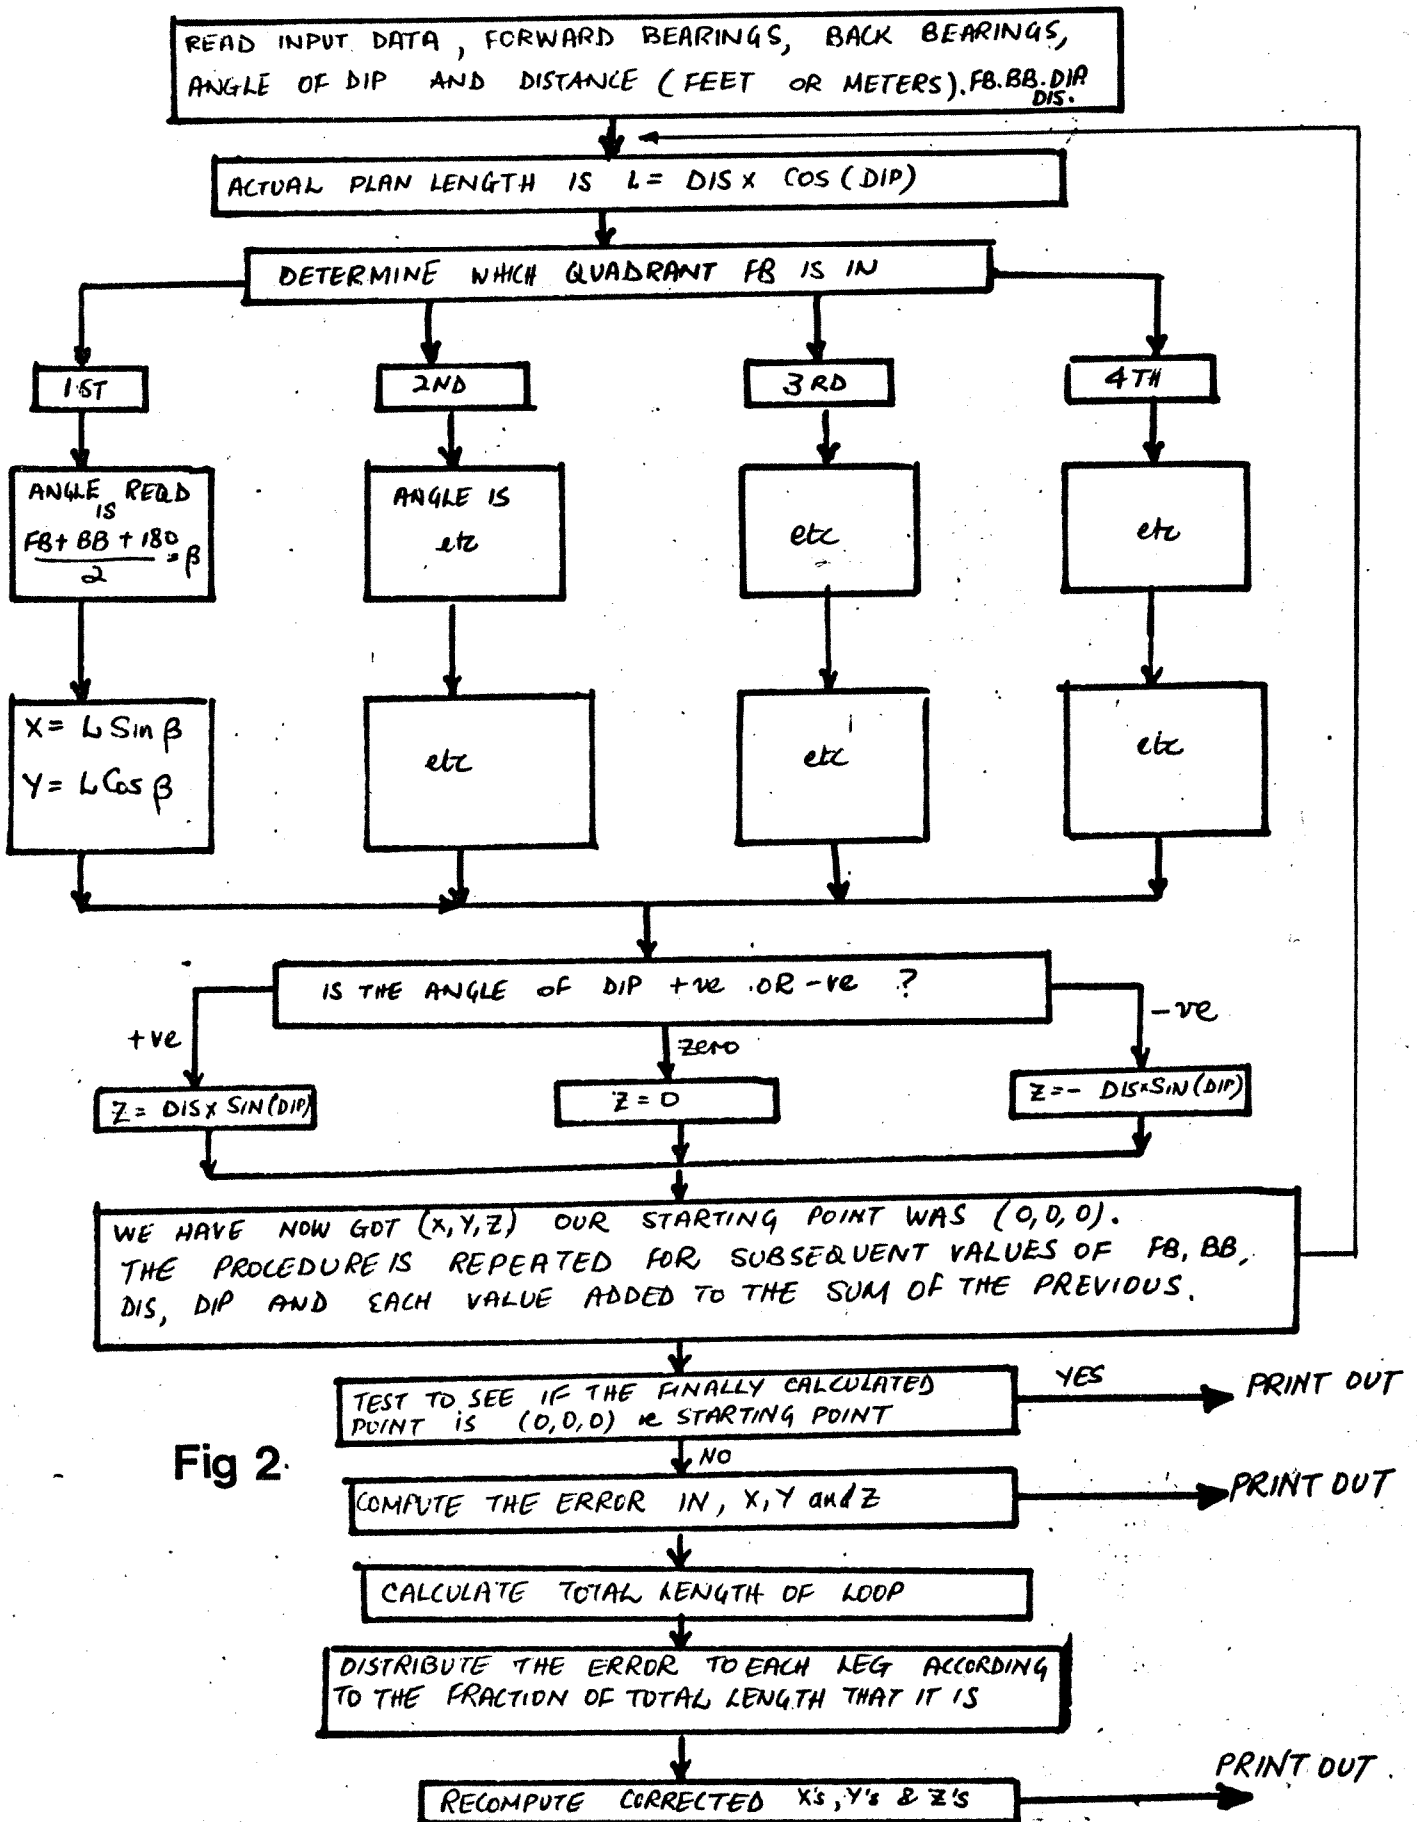 READ INPUT DATA, FORWARD BEARINGS, BACK BEARINGS,
ANGLE OF DIP AND DISTANCE (FEET OR METERS). FB. BB. DIP
DIS.
ACTUAL PLAN LENGTH IS L = DIS X COS (DIP)
DETERMINE WHICH QUADRANT FB IS IN
1ST
2ND
3RD
4TH
ANGLE REQD
IS
FB + BB + 180
2
= β
ANGLE IS
etc
etc
etc
X = L Sin β
Y = L Cos β
etc
etc
etc
IS THE ANGLE OF DIP +ve OR -ve ?
+ve
zero
-ve
Z = DIS X SIN(DIP)
Z = 0
Z = - DIS X SIN(DIP)
WE HAVE NOW GOT (X, Y, Z) OUR STARTING POINT WAS (0,0,0).
THE PROCEDURE IS REPEATED FOR SUBSEQUENT VALUES OF FB, BB,
DIS, DIP AND EACH VALUE ADDED TO THE SUM OF THE PREVIOUS.
TEST TO SEE IF THE FINALLY CALCULATED
POINT IS (0,0,0) ie STARTING POINT
YES
PRINT OUT
NO
Fig 2.
COMPUTE THE ERROR IN, X, Y and Z
PRINT OUT
CALCULATE TOTAL LENGTH OF LOOP
DISTRIBUTE THE ERROR TO EACH LEG ACCORDING
TO THE FRACTION OF TOTAL LENGTH THAT IT IS
RECOMPUTE CORRECTED X's, Y's & Z's
PRINT OUT.